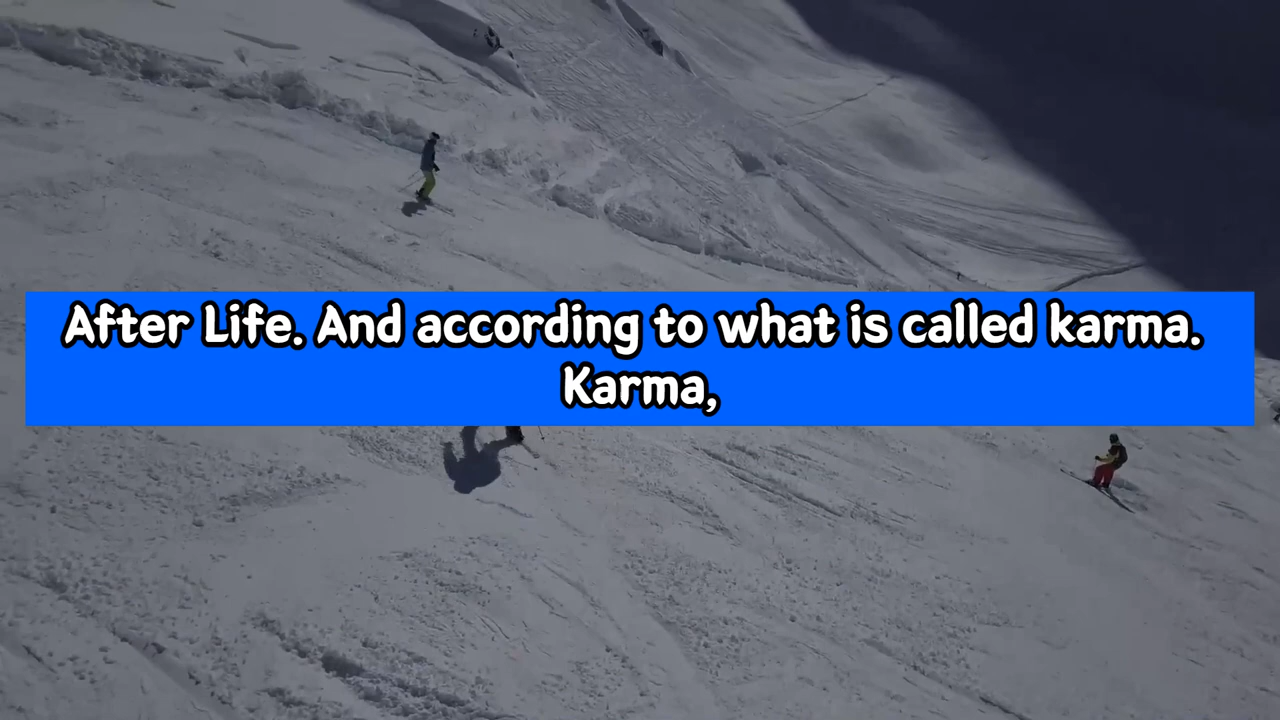 After Life. And according to what is called karma.
Karma,